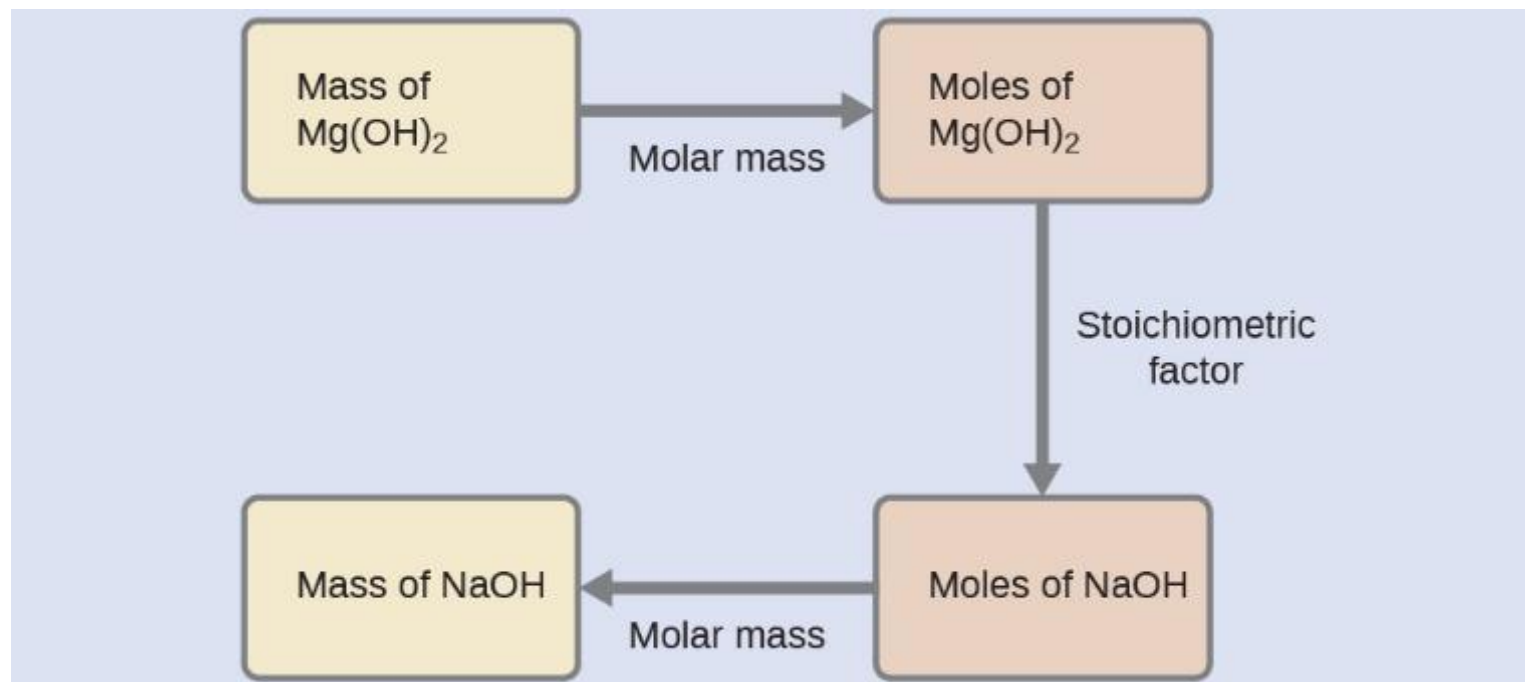 Mass of
Mg(OH)₂
Molar mass
Moles of
Mg(OH)₂
Stoichiometric
factor
Mass of NaOH
Molar mass
Moles of NaOH